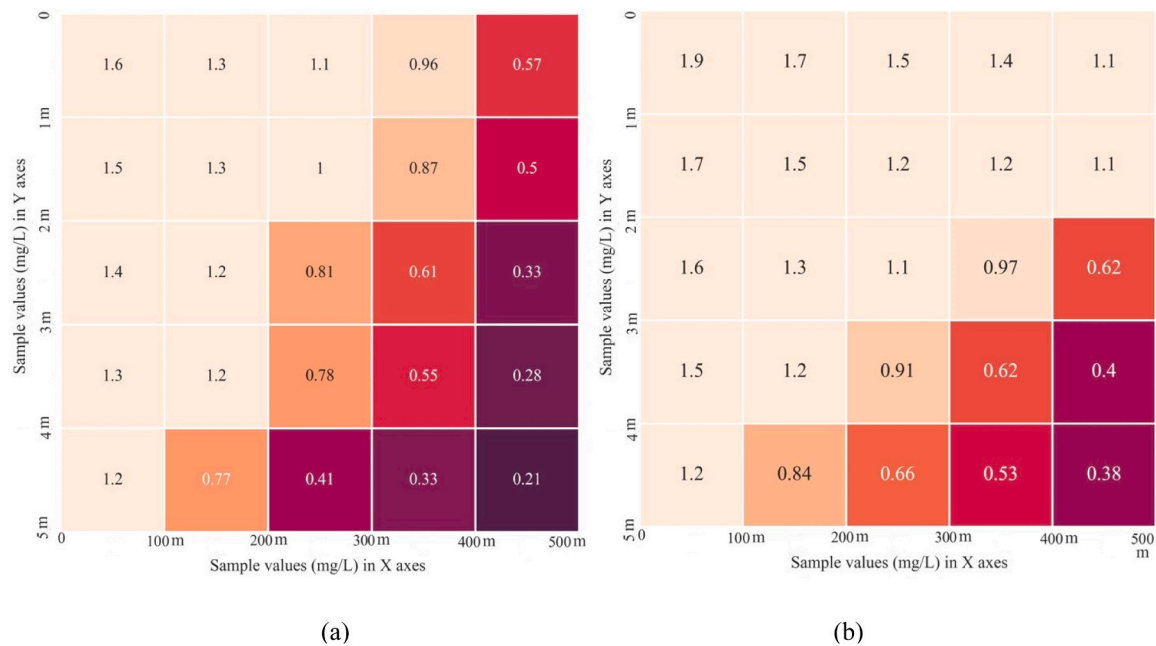 0
1.6 1.3 1.1 0.96 0.57
1 m
1.5 1.3 1 0.87 0.5
2 m
1.4 1.2 0.81 0.61 0.33
3 m
1.3 1.2 0.78 0.55 0.28
4 m
1.2 0.77 0.41 0.33 0.21
5 m
0 100 m 200 m 300 m 400 m 500 m
Sample values (mg/L) in Y axes
Sample values (mg/L) in X axes
(a)
0
1.9 1.7 1.5 1.4 1.1
1 m
1.7 1.5 1.2 1.2 1.1
2 m
1.6 1.3 1.1 0.97 0.62
3 m
1.5 1.2 0.91 0.62 0.4
4 m
1.2 0.84 0.66 0.53 0.38
5 m
0 100 m 200 m 300 m 400 m 500
m
Sample values (mg/L) in Y axes
Sample values (mg/L) in X axes
(b)